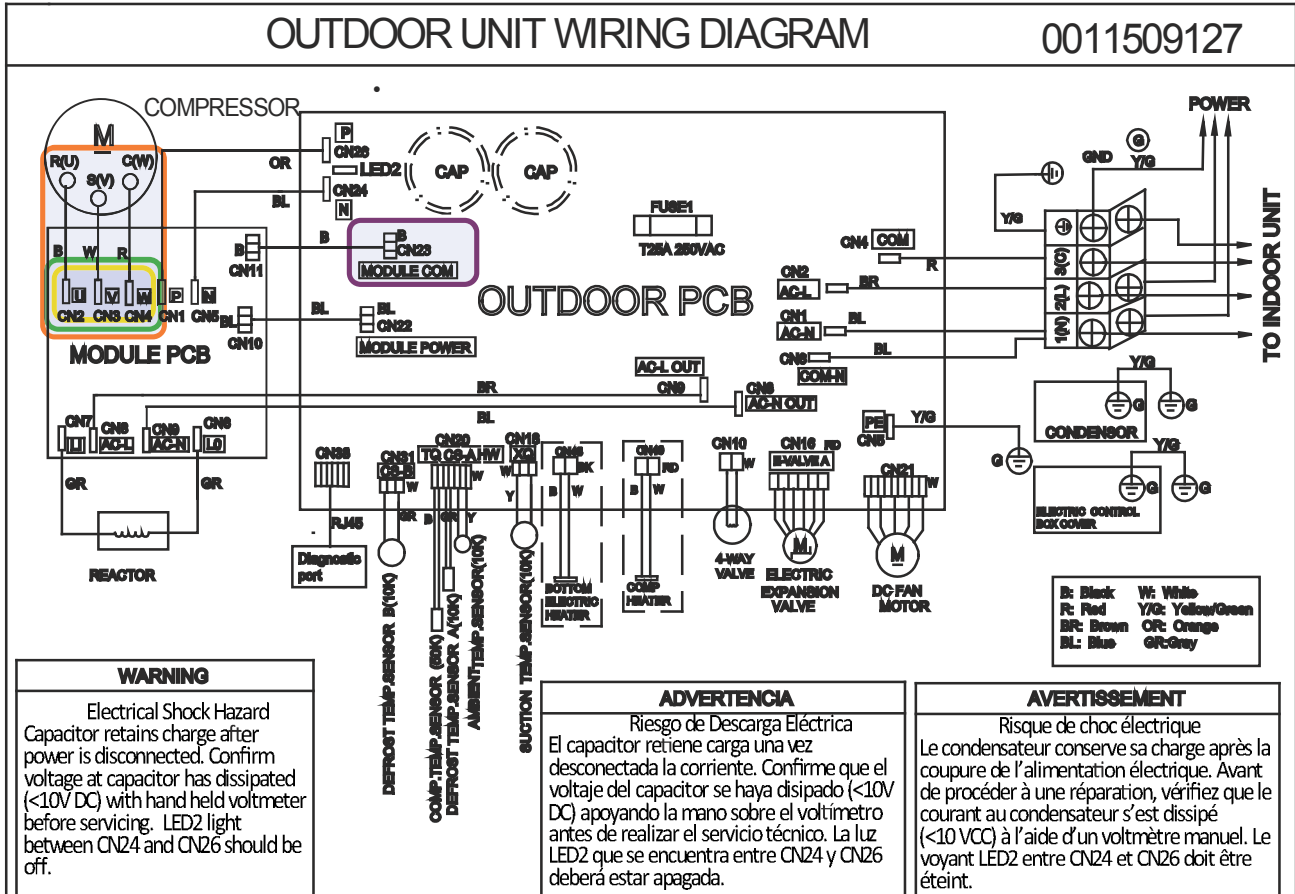 OUTDOOR UNIT WIRING DIAGRAM
0011509127
COMPRESSOR
M
R(U)
C(W)
S(V)
B
W
R
U
V
W
P
N
CN2
CN3
CN4
CN1
CN5
MODULE PCB
OR
BL
P
CN26
LED2
CN24
N
CAP
CAP
B
CN11
B
B
CN23
MODULE COM
BL
CN10
BL
BL
CN22
MODULE POWER
FUSE1
T25A 250VAC
OUTDOOR PCB
CN4
COM
R
CN2
AC-L
BR
CN1
AC-N
BL
BL
COM-N
AC-L OUT
CN9
AC-N OUT
BR
BL
POWER
G
GND
Y/G
Y/G
3(C)
2(L)
1(N)
TO INDOOR UNIT
Y/G
G
G
CONDENSOR
Y/G
G
G
ELECTRIC CONTROL
BOX COVER
PE
CN5
Y/G
G
CN7
LI
AC-L
CN9
AC-N
L0
GR
GR
REACTOR
CN35
RJ45
Diagnostic
port
CN31
CS-B
W
GR
DEFROST TEMP.SENSOR B(10K)
CN20
TQ CS-A HW
W
B
GR
Y
COMP.TEMP.SENSOR (50K)
DEFROST TEMP.SENSOR A(10K)
AMBIENT TEMP.SENSOR(10K)
XQ
W
Y
SUCTION TEMP.SENSOR(10K)
BK
B
W
BOTTOM
ELECTRIC
HEATER
RD
B
W
COMP
HEATER
CN10
W
4-WAY
VALVE
CN16
RD
E-VALVE A
M
ELECTRIC
EXPANSION
VALVE
CN21
W
M
DC FAN
MOTOR
B: Black W: White
R: Red Y/G: Yellow/Green
BR: Brown OR: Orange
BL: Blue GR:Gray
WARNING
Electrical Shock Hazard
Capacitor retains charge after
power is disconnected. Confirm
voltage at capacitor has dissipated
(<10V DC) with hand held voltmeter
before servicing. LED2 light
between CN24 and CN26 should be
off.
ADVERTENCIA
Riesgo de Descarga Eléctrica
El capacitor retiene carga una vez
desconectada la corriente. Confirme que el
voltaje del capacitor se haya disipado (<10V
DC) apoyando la mano sobre el voltímetro
antes de realizar el servicio técnico. La luz
LED2 que se encuentra entre CN24 y CN26
deberá estar apagada.
AVERTISSEMENT
Risque de choc électrique
Le condensateur conserve sa charge après la
coupure de l'alimentation électrique. Avant
de procéder à une réparation, vérifiez que le
courant au condensateur s'est dissipé
(<10 VCC) à l'aide d'un voltmètre manuel. Le
voyant LED2 entre CN24 et CN26 doit être
éteint.